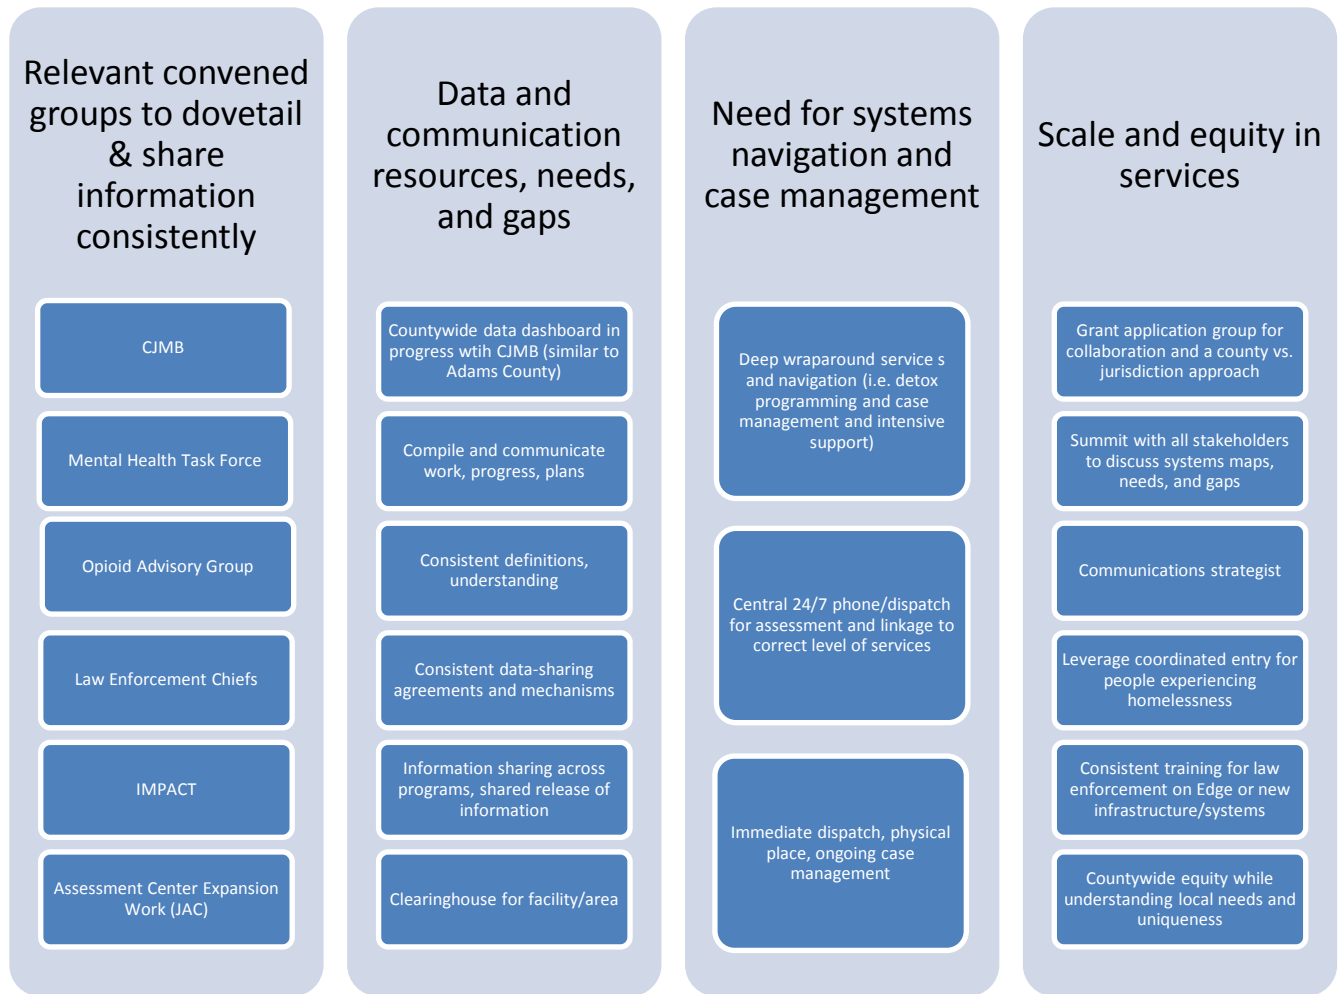 Relevant convened
groups to dovetail
& share
information
consistently
CJMB
Mental Health Task Force
Opioid Advisory Group
Law Enforcement Chiefs
IMPACT
Assessment Center Expansion
Work (JAC)
Data and
communication
resources, needs,
and gaps
Countywide data dashboard in
progress wtih CJMB (similar to
Adams County)
Compile and communicate
work, progress, plans
Consistent definitions,
understanding
Consistent data-sharing
agreements and mechanisms
Information sharing across
programs, shared release of
information
Clearinghouse for facility/area
Need for systems
navigation and
case management
Deep wraparound service s
and navigation (i.e. detox
programming and case
management and intensive
support)
Central 24/7 phone/dispatch
for assessment and linkage to
correct level of services
Immediate dispatch, physical
place, ongoing case
management
Scale and equity in
services
Grant application group for
collaboration and a county vs.
jurisdiction approach
Summit with all stakeholders
to discuss systems maps,
needs, and gaps
Communications strategist
Leverage coordinated entry for
people experiencing
homelessness
Consistent training for law
enforcement on Edge or new
infrastructure/systems
Countywide equity while
understanding local needs and
uniqueness